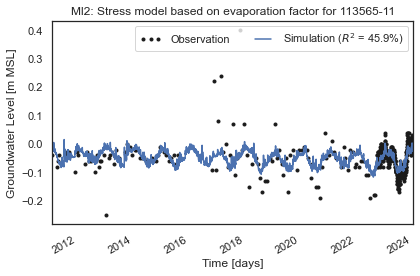 MI2: Stress model based on evaporation factor for 113565-11
Observation
Simulation (R² = 45.9%)
Groundwater Level [m MSL]
0.4
0.3
0.2
0.1
0.0
−0.1
−0.2
2012
2014
2016
2018
2020
2022
2024
Time [days]